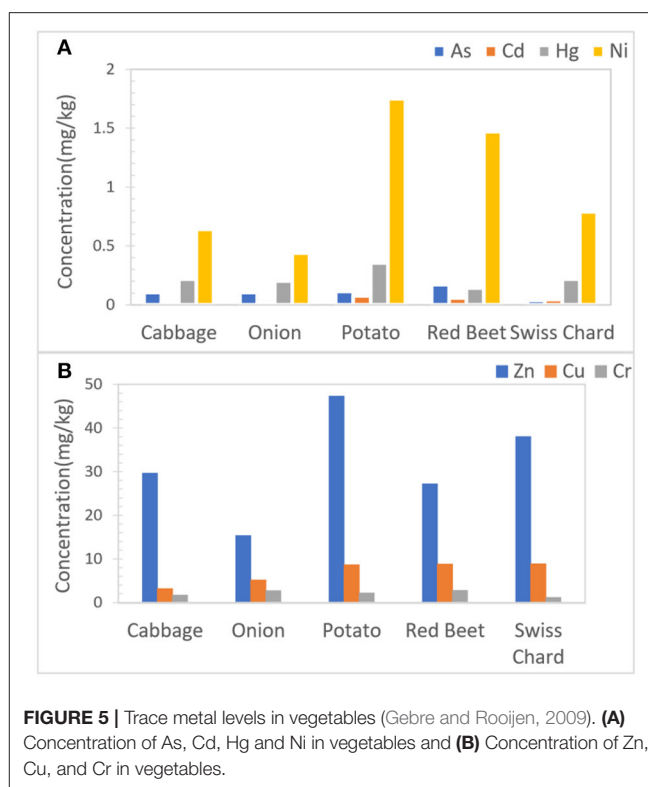 A
As Cd Hg Ni
2
1.5
1
0.5
0
Concentration(mg/kg)
Cabbage Onion Potato Red Beet Swiss Chard
B
Zn Cu Cr
50
40
30
20
10
0
Concentration(mg/kg)
Cabbage Onion Potato Red Beet Swiss
Chard
FIGURE 5 | Trace metal levels in vegetables (Gebre and Rooijen, 2009). (A)
Concentration of As, Cd, Hg and Ni in vegetables and (B) Concentration of Zn,
Cu, and Cr in vegetables.